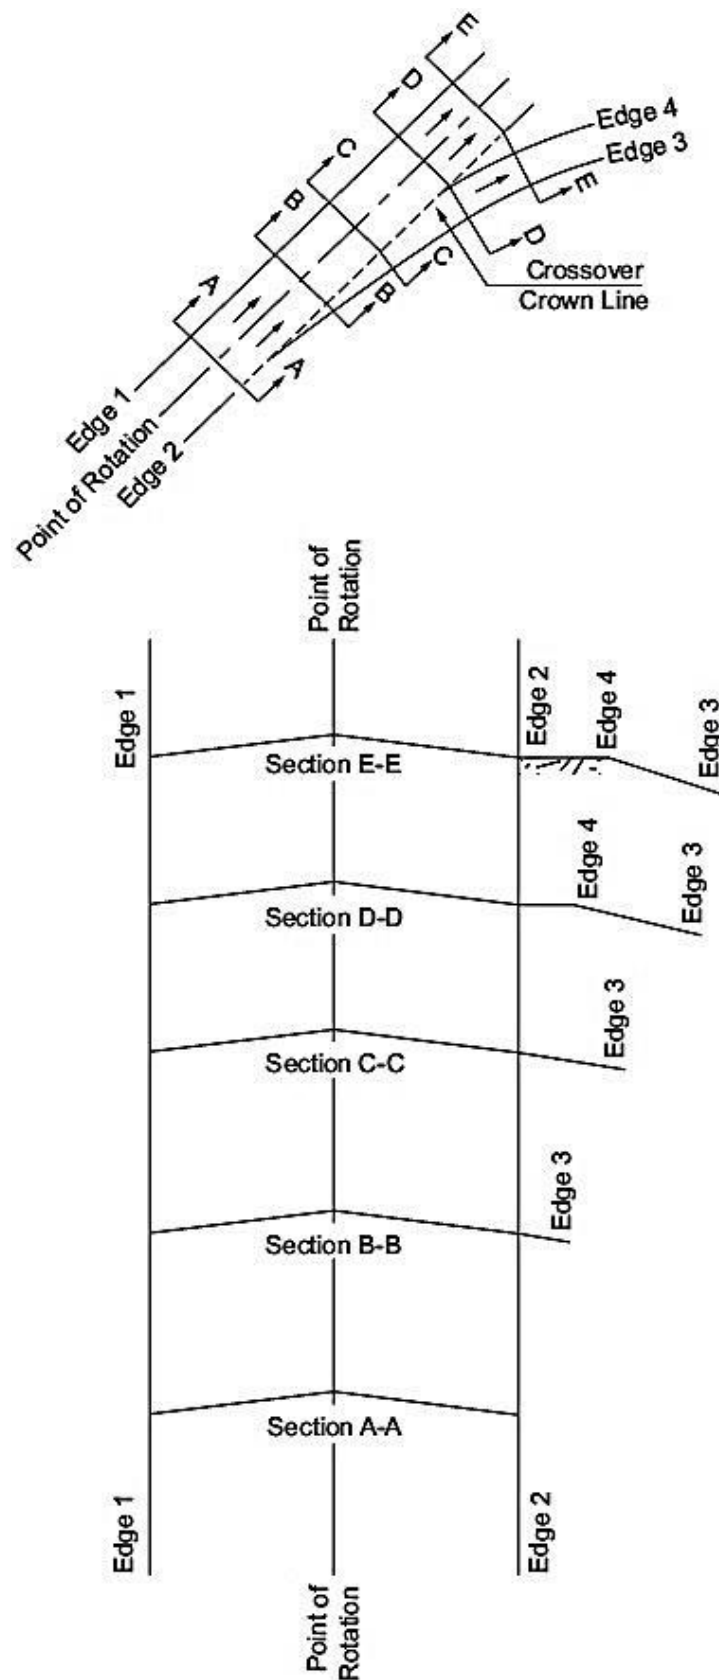 E
D
C
B
A
Edge 4
Edge 3
E
D
C
B
A
Crossover
Crown Line
Edge 1
Point of Rotation
Edge 2
Point of
Rotation
Edge 1
Edge 2
Edge 4
Edge 3
Section E-E
Edge 4
Edge 3
Section D-D
Edge 3
Section C-C
Edge 3
Section B-B
Section A-A
Edge 1
Edge 2
Point of
Rotation